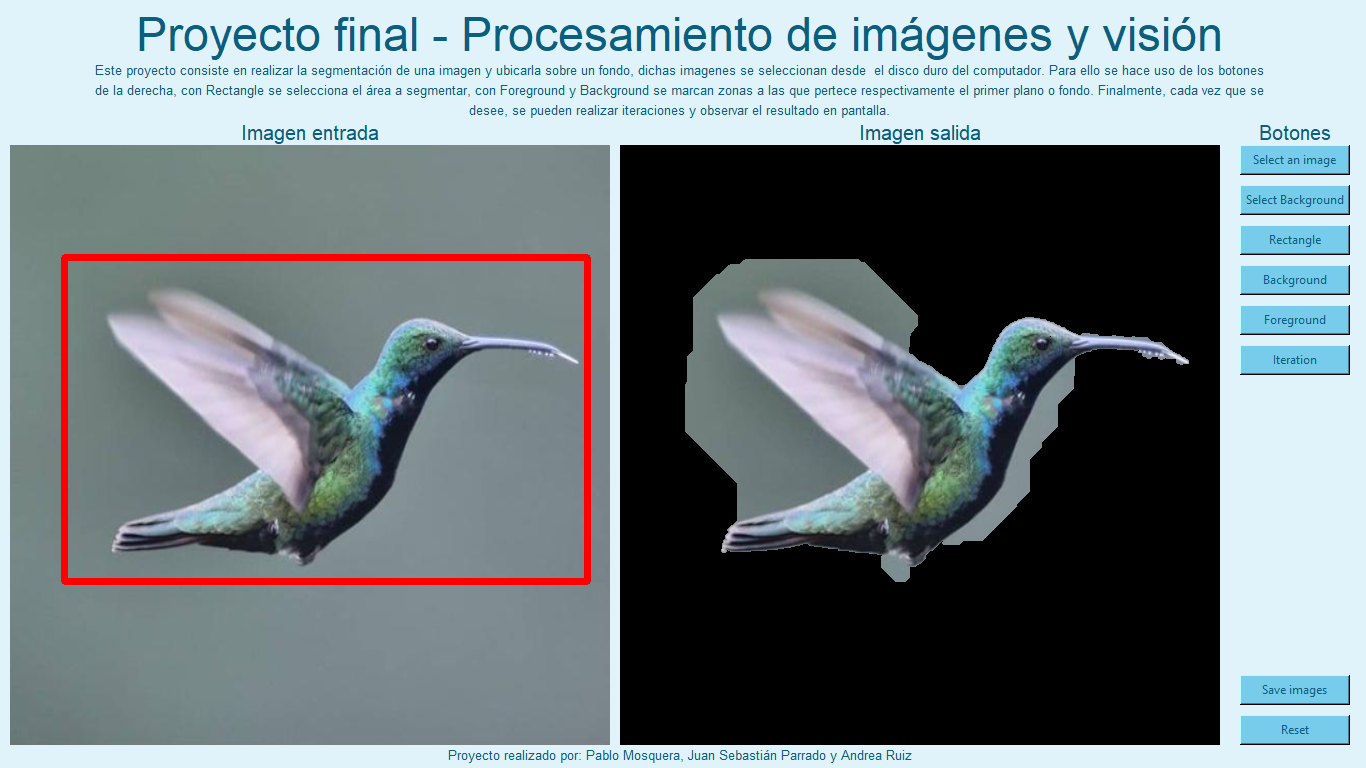 Proyecto final - Procesamiento de imágenes y visión
Este proyecto consiste en realizar la segmentación de una imagen y ubicarla sobre un fondo, dichas imagenes se seleccionan desde  el disco duro del computador. Para ello se hace uso de los botones
de la derecha, con Rectangle se selecciona el área a segmentar, con Foreground y Background se marcan zonas a las que pertece respectivamente el primer plano o fondo. Finalmente, cada vez que se
desee, se pueden realizar iteraciones y observar el resultado en pantalla.
Imagen entrada
Imagen salida
Botones
Select an image
Select Background
Rectangle
Background
Foreground
Iteration
Save images
Reset
Proyecto realizado por: Pablo Mosquera, Juan Sebastián Parrado y Andrea Ruiz